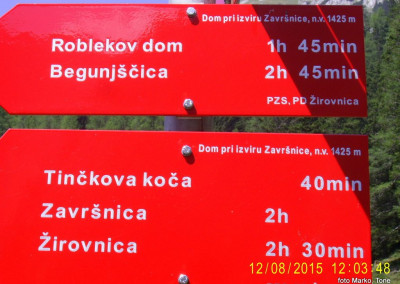 Dom pri izviru Završnice, n.v. 1425 m
Roblekov dom 1h 45min
Begunjščica 2h 45min
PZS, PD Žirovnica
Dom pri izviru Završnice, n.v. 1425 m
Tinčkova koča 40min
Završnica 2h
Žirovnica 2h 30min
12/08/2015 12:03:48
foto Marko, Tone